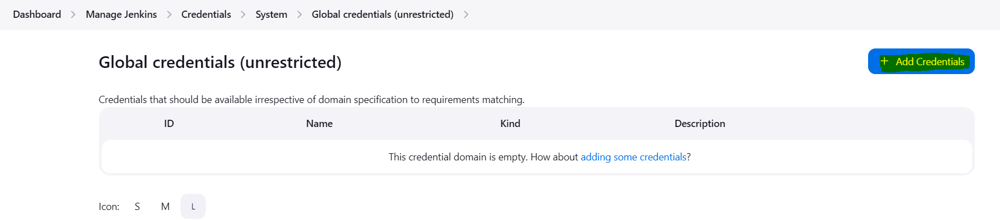 Dashboard > Manage Jenkins > Credentials > System > Global credentials (unrestricted) >
Global credentials (unrestricted)
+ Add Credentials
Credentials that should be available irrespective of domain specification to requirements matching.
ID Name Kind Description
This credential domain is empty. How about adding some credentials?
Icon: S M L